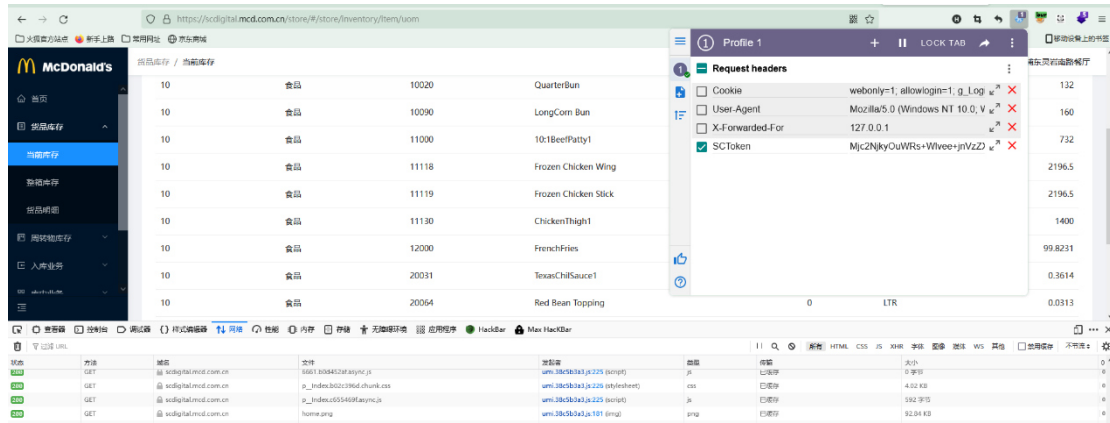 https://scdigital.mcd.com.cn/store/#/store/Inventory/Item/uom
火狐官方站点 新手上路 常用网址 京东商城 移动设备上的书签
1 Profile 1 LOCK TAB
McDonald's 货品库存 / 当前库存
1 Request headers
首页
10 食品 10020 QuarterBun 132
Cookie webonly=1; allowlogin=1; g_Logi
10 食品 10090 LongCorn Bun 160
User-Agent Mozilla/5.0 (Windows NT 10.0; W
货品库存
X-Forwarded-For 127.0.0.1
10 食品 11000 10:1BeefPatty1 732
SCToken Mjc2NjkyOuWRs+WIvee+jnVzZX
当前库存
10 食品 11118 Frozen Chicken Wing 2196.5
整箱库存
10 食品 11119 Frozen Chicken Stick 2196.5
货品明细
10 食品 11130 ChickenThigh1 1400
周转物库存
10 食品 12000 FrenchFries 99.8231
入库业务
10 食品 20031 TexasChilSauce1 0.3614
10 食品 20064 Red Bean Topping 0 LTR 0.0313
查看器 控制台 调试器 样式编辑器 网络 性能 内存 存储 无障碍环境 应用程序 HackBar Max HacKBar
过滤 URL 所有 HTML CSS JS XHR 字体 图像 媒体 WS 其他 禁用缓存 不节流
状态 方法 域名 文件 发起者 类型 传输 大小
200 GET scdigital.mcd.com.cn umi.38c5b3a3.js:225 (script) js 已缓存 0 字节
200 GET scdigital.mcd.com.cn p__Index.b02c396d.chunk.css umi.38c5b3a3.js:226 (stylesheet) css 已缓存 4.02 KB
200 GET scdigital.mcd.com.cn p__Index.c655469f.async.js umi.38c5b3a3.js:225 (script) js 已缓存 592 字节
200 GET scdigital.mcd.com.cn home.png umi.38c5b3a3.js:101 (img) png 已缓存 92.04 KB